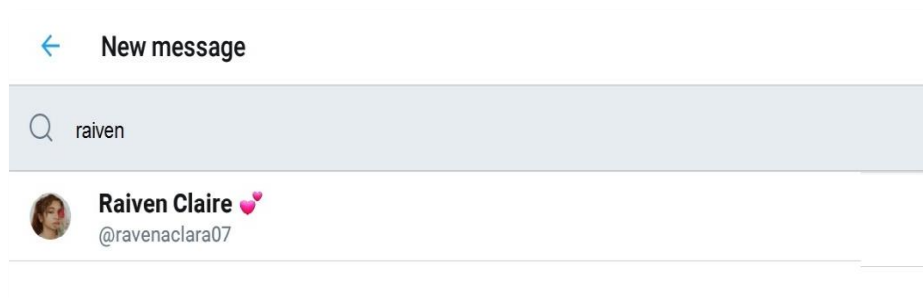 New message
raiven
Raiven Claire 💕
@ravenaclara07